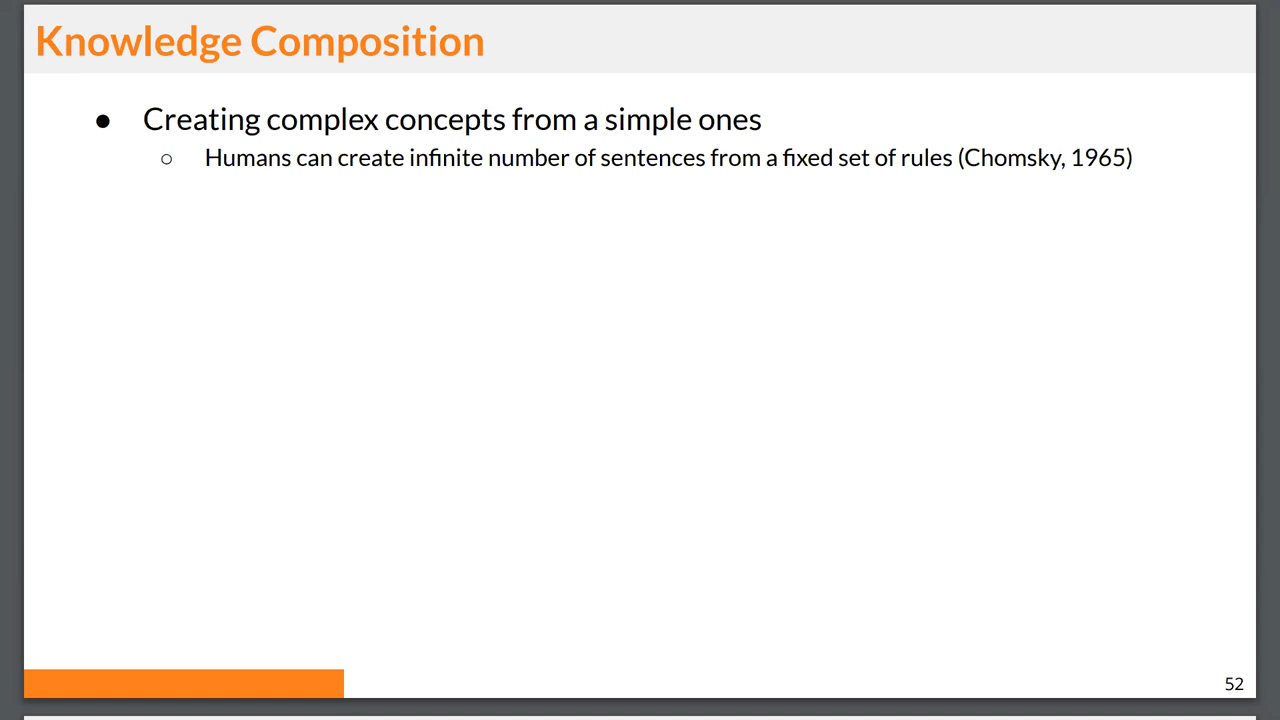 Knowledge Composition
● Creating complex concepts from a simple ones
○ Humans can create infinite number of sentences from a fixed set of rules (Chomsky, 1965)
52